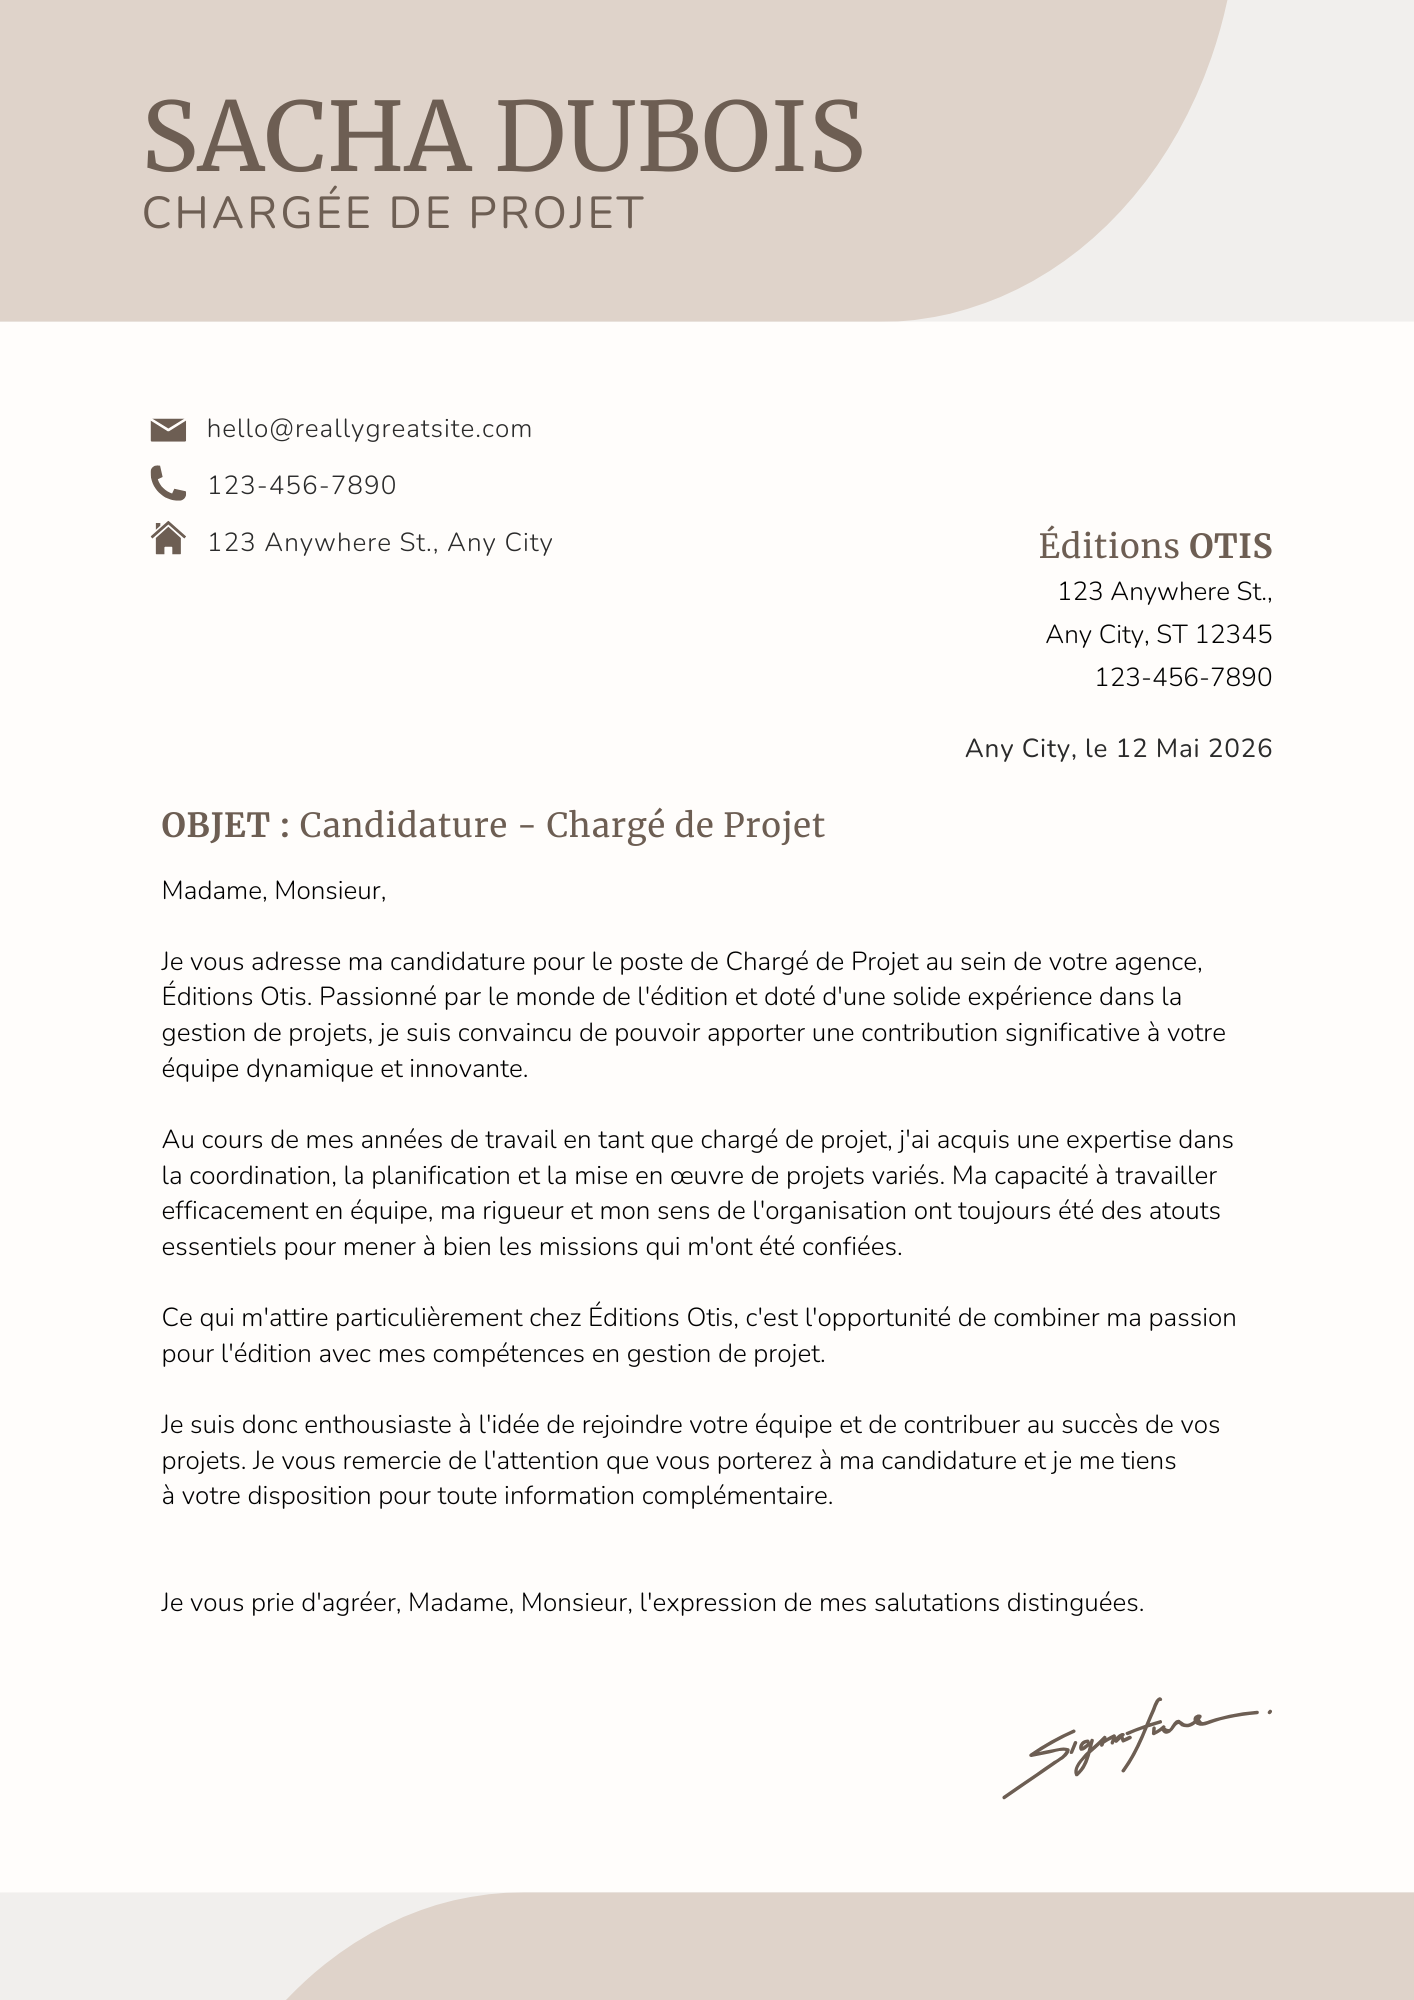 SACHA DUBOIS
CHARGÉE DE PROJET
hello@reallygreatsite.com
123-456-7890
123 Anywhere St., Any City
Éditions OTIS
123 Anywhere St.,
Any City, ST 12345
123-456-7890
Any City, le 12 Mai 2026
OBJET : Candidature - Chargé de Projet
Madame, Monsieur,
Je vous adresse ma candidature pour le poste de Chargé de Projet au sein de votre agence,
Éditions Otis. Passionné par le monde de l'édition et doté d'une solide expérience dans la
gestion de projets, je suis convaincu de pouvoir apporter une contribution significative à votre
équipe dynamique et innovante.
Au cours de mes années de travail en tant que chargé de projet, j'ai acquis une expertise dans
la coordination, la planification et la mise en œuvre de projets variés. Ma capacité à travailler
efficacement en équipe, ma rigueur et mon sens de l'organisation ont toujours été des atouts
essentiels pour mener à bien les missions qui m'ont été confiées.
Ce qui m'attire particulièrement chez Éditions Otis, c'est l'opportunité de combiner ma passion
pour l'édition avec mes compétences en gestion de projet.
Je suis donc enthousiaste à l'idée de rejoindre votre équipe et de contribuer au succès de vos
projets. Je vous remercie de l'attention que vous porterez à ma candidature et je me tiens
à votre disposition pour toute information complémentaire.
Je vous prie d'agréer, Madame, Monsieur, l'expression de mes salutations distinguées.
Signature.